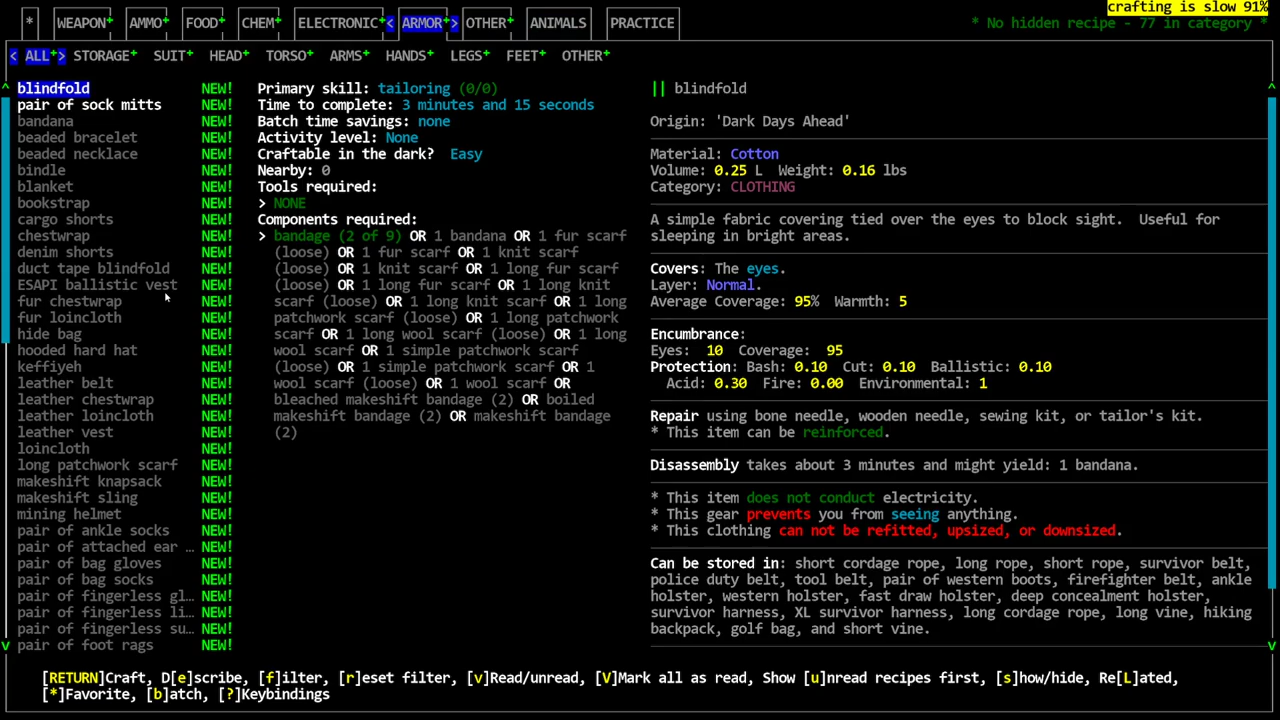 crafting is slow 91%
* WEAPON+ AMMO+ FOOD+ CHEM+ ELECTRONIC+ < ARMOR+ > OTHER+ ANIMALS PRACTICE
* No hidden recipe - 77 in category *
< ALL+ > STORAGE+ SUIT+ HEAD+ TORSO+ ARMS+ HANDS+ LEGS+ FEET+ OTHER+
blindfold NEW!
pair of sock mitts NEW!
bandana NEW!
beaded bracelet NEW!
beaded necklace NEW!
bindle NEW!
blanket NEW!
bookstrap NEW!
cargo shorts NEW!
chestwrap NEW!
denim shorts NEW!
duct tape blindfold NEW!
ESAPI ballistic vest NEW!
fur chestwrap NEW!
fur loincloth NEW!
hide bag NEW!
hooded hard hat NEW!
keffiyeh NEW!
leather belt NEW!
leather chestwrap NEW!
leather loincloth NEW!
leather vest NEW!
loincloth NEW!
long patchwork scarf NEW!
makeshift knapsack NEW!
makeshift sling NEW!
mining helmet NEW!
pair of ankle socks NEW!
pair of attached ear … NEW!
pair of bag gloves NEW!
pair of bag socks NEW!
pair of fingerless gl… NEW!
pair of fingerless li… NEW!
pair of fingerless su… NEW!
pair of foot rags NEW!
Primary skill: tailoring (0/0)
Time to complete: 3 minutes and 15 seconds
Batch time savings: none
Activity level: None
Craftable in the dark? Easy
Nearby: 0
Tools required:
> NONE
Components required:
> bandage (2 of 9) OR 1 bandana OR 1 fur scarf
(loose) OR 1 fur scarf OR 1 knit scarf
(loose) OR 1 knit scarf OR 1 long fur scarf
(loose) OR 1 long fur scarf OR 1 long knit
scarf (loose) OR 1 long knit scarf OR 1 long
patchwork scarf (loose) OR 1 long patchwork
scarf OR 1 long wool scarf (loose) OR 1 long
wool scarf OR 1 simple patchwork scarf
(loose) OR 1 simple patchwork scarf OR 1
wool scarf (loose) OR 1 wool scarf OR
bleached makeshift bandage (2) OR boiled
makeshift bandage (2) OR makeshift bandage
(2)
|| blindfold
Origin: 'Dark Days Ahead'
Material: Cotton
Volume: 0.25 L Weight: 0.16 lbs
Category: CLOTHING
A simple fabric covering tied over the eyes to block sight. Useful for
sleeping in bright areas.
Covers: The eyes.
Layer: Normal.
Average Coverage: 95% Warmth: 5
Encumbrance:
Eyes: 10 Coverage: 95
Protection: Bash: 0.10 Cut: 0.10 Ballistic: 0.10
Acid: 0.30 Fire: 0.00 Environmental: 1
Repair using bone needle, wooden needle, sewing kit, or tailor's kit.
* This item can be reinforced.
Disassembly takes about 3 minutes and might yield: 1 bandana.
* This item does not conduct electricity.
* This gear prevents you from seeing anything.
* This clothing can not be refitted, upsized, or downsized.
Can be stored in: short cordage rope, long rope, short rope, survivor belt,
police duty belt, tool belt, pair of western boots, firefighter belt, ankle
holster, western holster, fast draw holster, deep concealment holster,
survivor harness, XL survivor harness, long cordage rope, long vine, hiking
backpack, golf bag, and short vine.
[RETURN]Craft, D[e]scribe, [f]ilter, [r]eset filter, [v]Read/unread, [V]Mark all as read, Show [u]nread recipes first, [s]how/hide, Re[L]ated,
[*]Favorite, [b]atch, [?]Keybindings